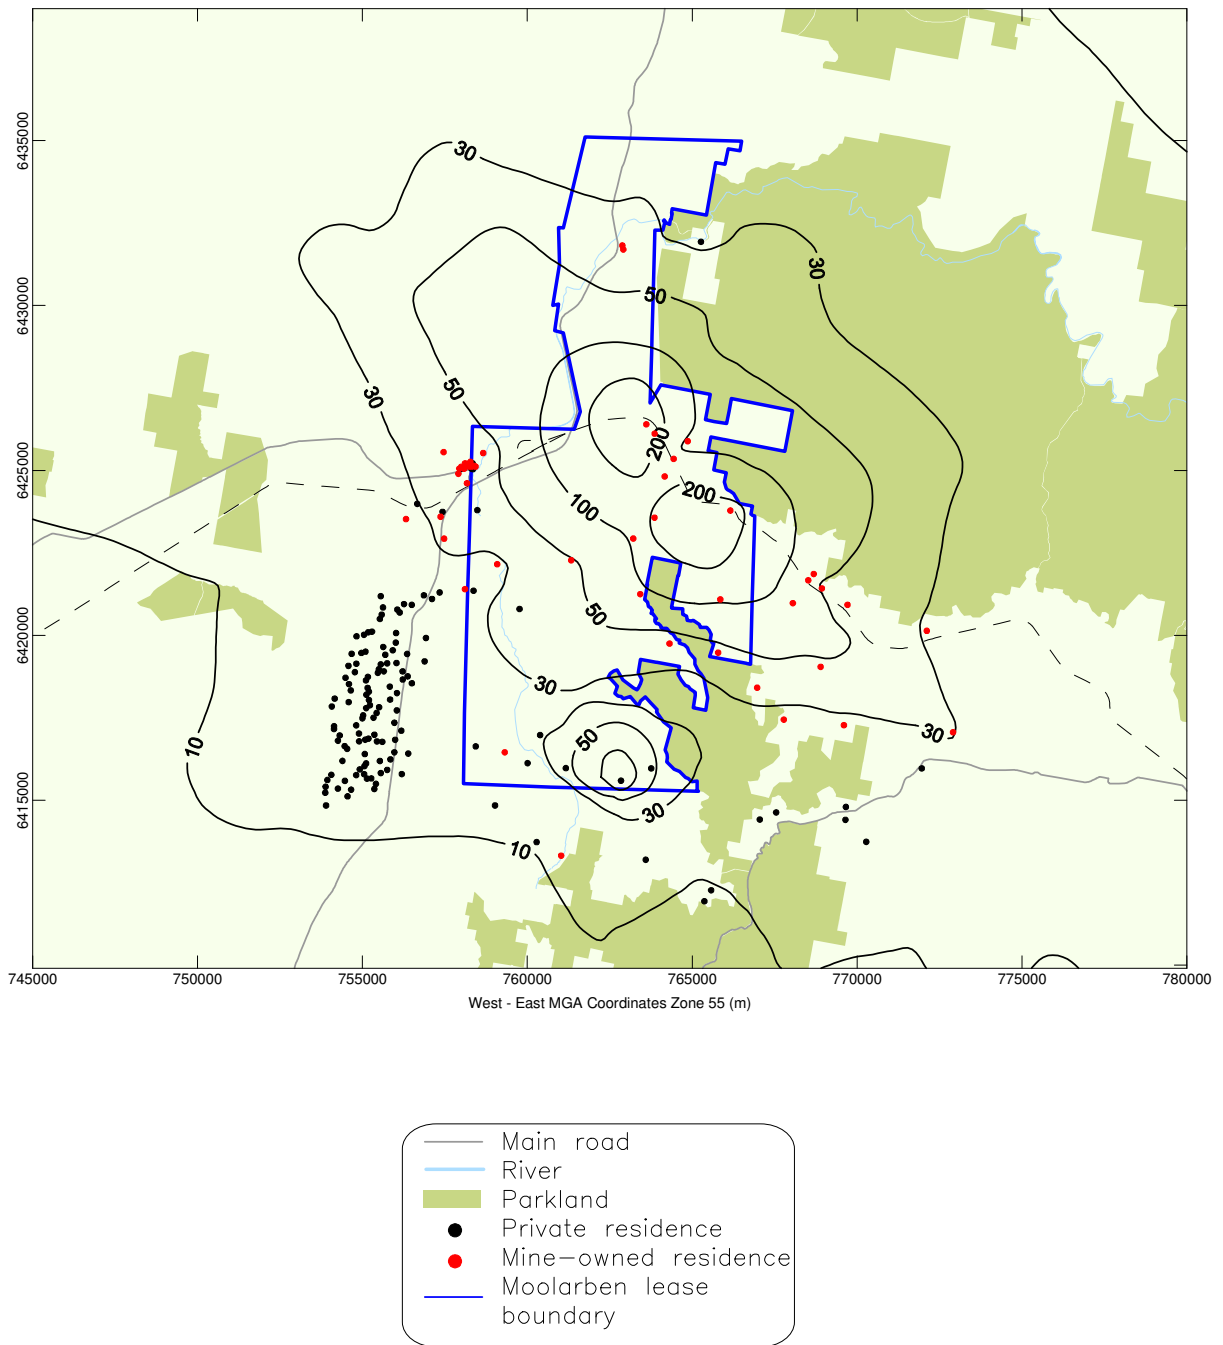 6435000
6430000
6425000
6420000
6415000
30
30
50
30
50
200
200
100
30
50
30
50
30
30
10
10
745000 750000 755000 760000 765000 770000 775000 780000
West - East MGA Coordinates Zone 55 (m)
Main road
River
Parkland
Private residence
Mine-owned residence
Moolarben lease
boundary